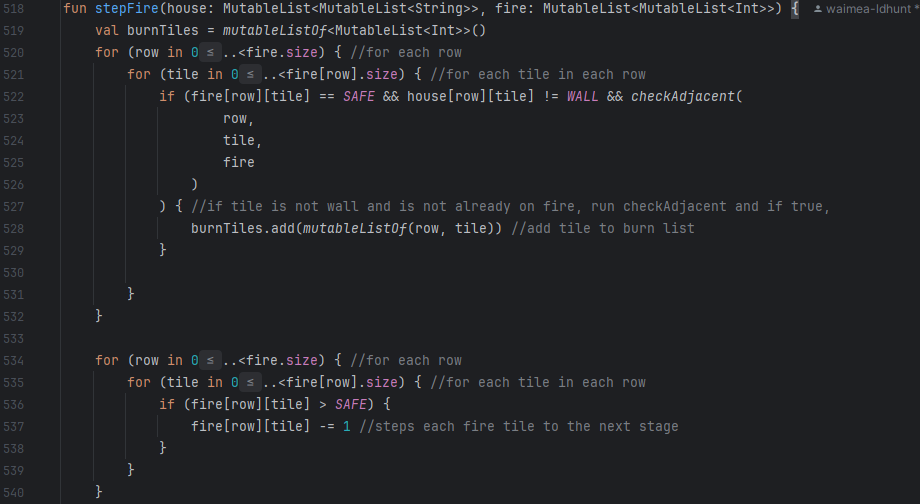 518 fun stepFire(house: MutableList<MutableList<String>>, fire: MutableList<MutableList<Int>>) { waimea-ldhunt *
519 val burnTiles = mutableListOf<MutableList<Int>>()
520 for (row in 0 ≤ ..<fire.size) { //for each row
521 for (tile in 0 ≤ ..<fire[row].size) { //for each tile in each row
522 if (fire[row][tile] == SAFE && house[row][tile] != WALL && checkAdjacent(
523 row,
524 tile,
525 fire
526 )
527 ) { //if tile is not wall and is not already on fire, run checkAdjacent and if true,
528 burnTiles.add(mutableListOf(row, tile)) //add tile to burn list
529 }
530
531 }
532 }
533
534 for (row in 0 ≤ ..<fire.size) { //for each row
535 for (tile in 0 ≤ ..<fire[row].size) { //for each tile in each row
536 if (fire[row][tile] > SAFE) {
537 fire[row][tile] -= 1 //steps each fire tile to the next stage
538 }
539 }
540 }